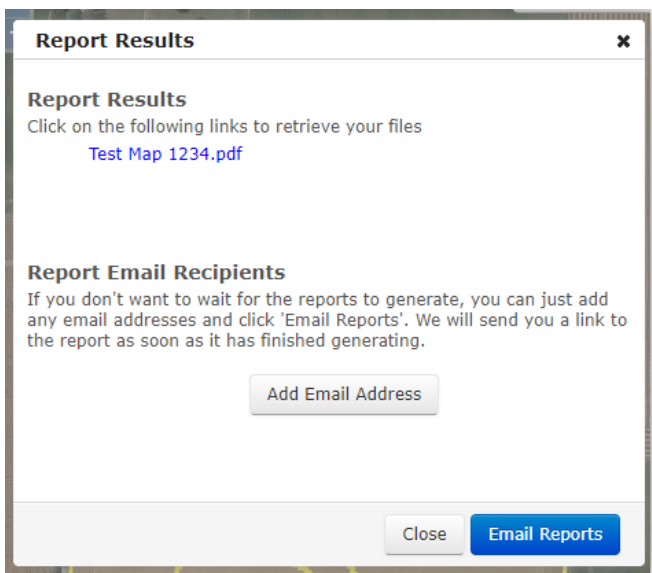 Report Results
Report Results
Click on the following links to retrieve your files
Test Map 1234.pdf
Report Email Recipients
If you don't want to wait for the reports to generate, you can just add
any email addresses and click 'Email Reports'. We will send you a link to
the report as soon as it has finished generating.
Add Email Address
Close
Email Reports